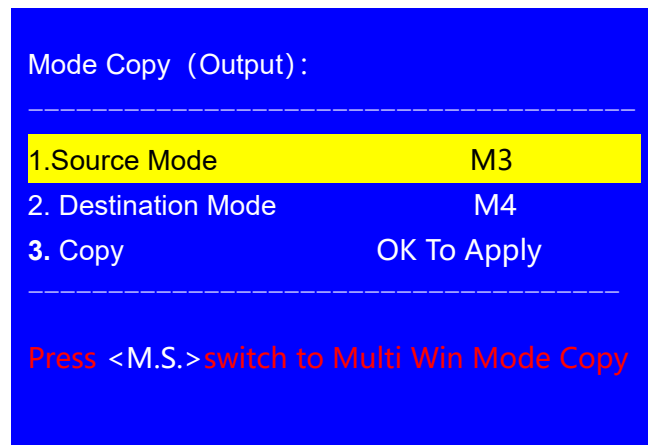 Mode Copy (Output):
1.Source Mode M3
2. Destination Mode M4
3. Copy OK To Apply
Press <M.S.>switch to Multi Win Mode Copy